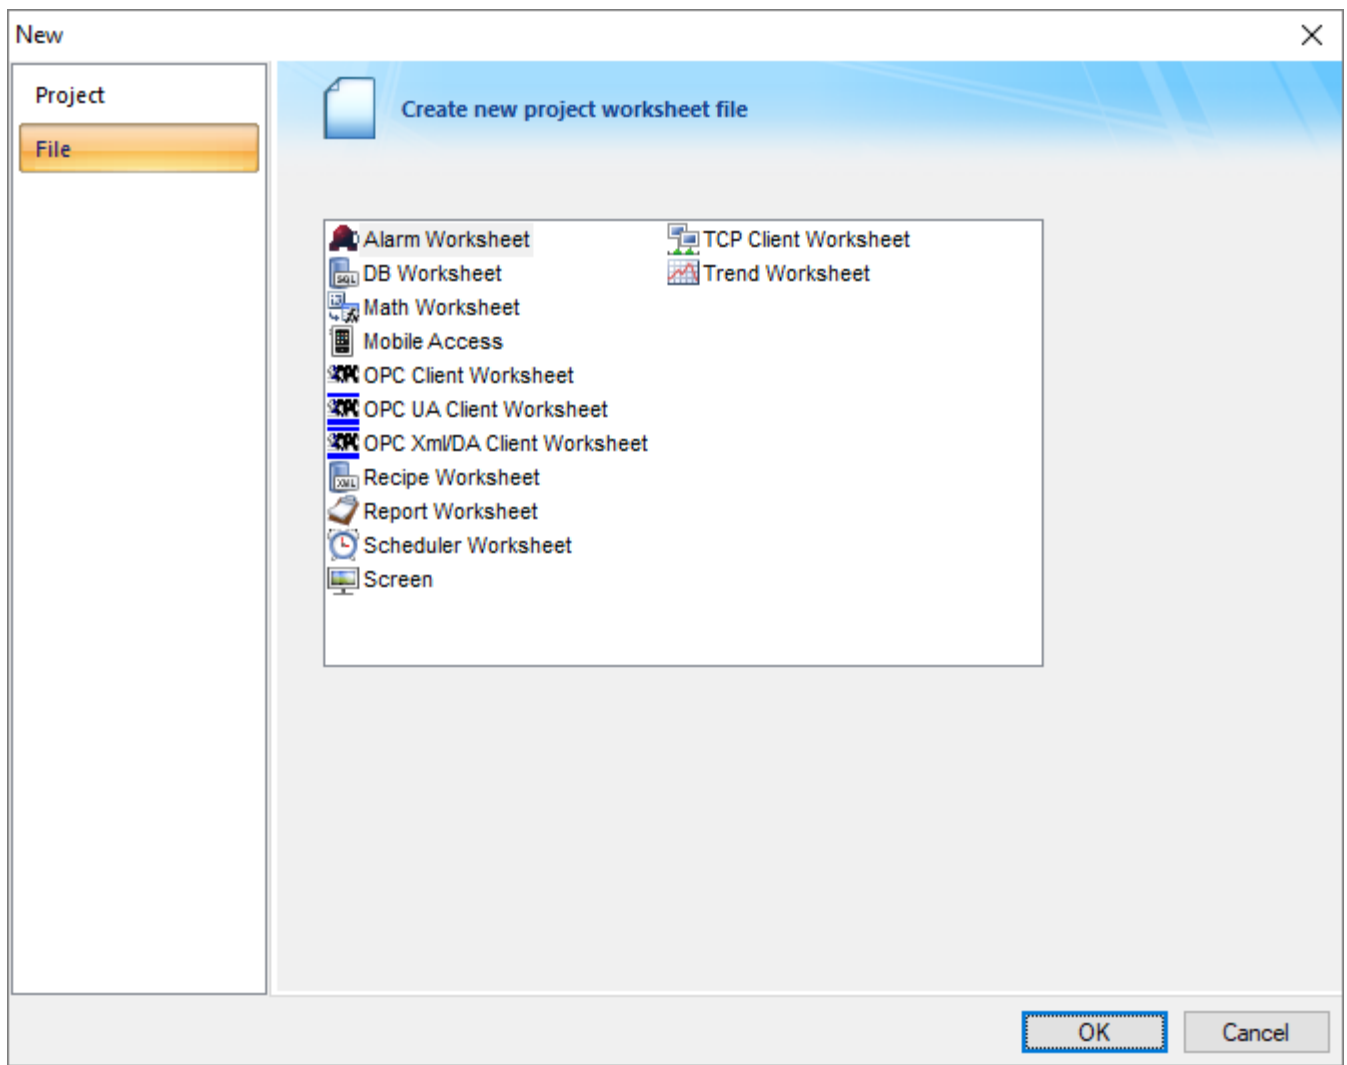 New
Project
File
Create new project worksheet file
Alarm Worksheet
DB Worksheet
SQL
Math Worksheet
Mobile Access
OPC Client Worksheet
OPC UA Client Worksheet
OPC Xml/DA Client Worksheet
Recipe Worksheet
XML
Report Worksheet
Scheduler Worksheet
Screen
TCP Client Worksheet
Trend Worksheet
OK
Cancel